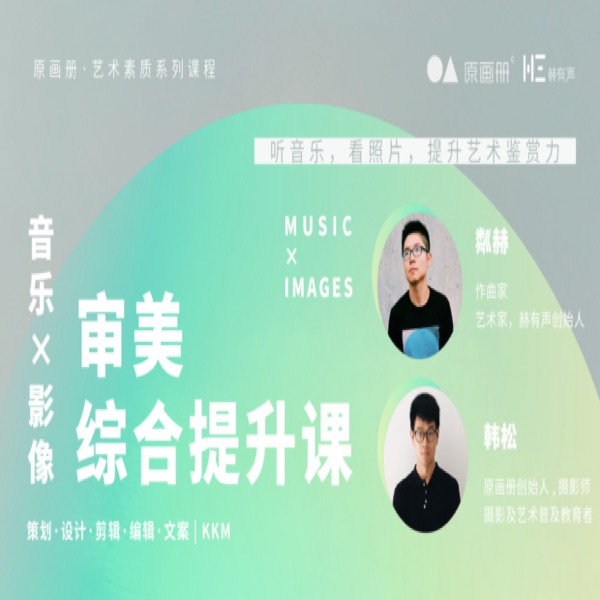 原画册·艺术素质系列课程
OA 原画册© HE 赫有声
听音乐，看照片，提升艺术鉴赏力
音乐×影像
MUSIC
×
IMAGES
审美
综合提升课
粼赫
作曲家
艺术家，赫有声创始人
韩松
原画册创始人，摄影师
摄影及艺术普及教育者
策划·设计·剪辑·编辑·文案 | KKM